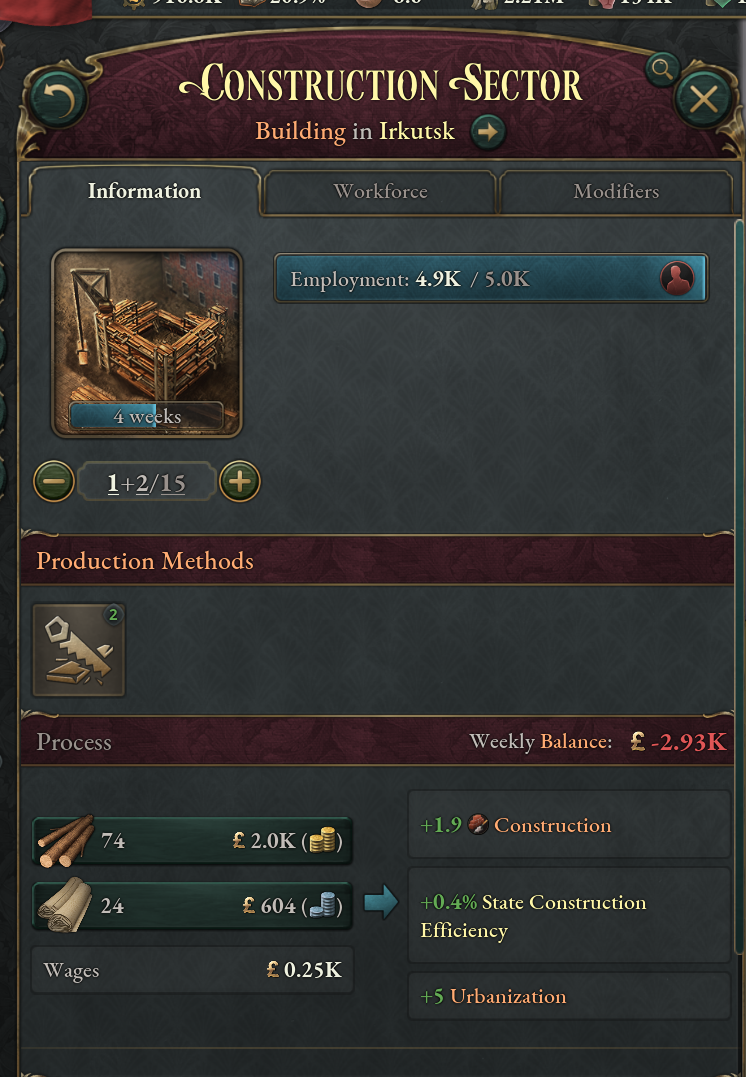 Construction Sector
Building in Irkutsk
Information
Workforce
Modifiers
Employment: 4.9K / 5.0K
4 weeks
1+2/15
Production Methods
2
Process
Weekly Balance: £ -2.93K
74 £ 2.0K ( )
24 £ 604 ( )
Wages £ 0.25K
+1.9 Construction
+0.4% State Construction
Efficiency
+5 Urbanization